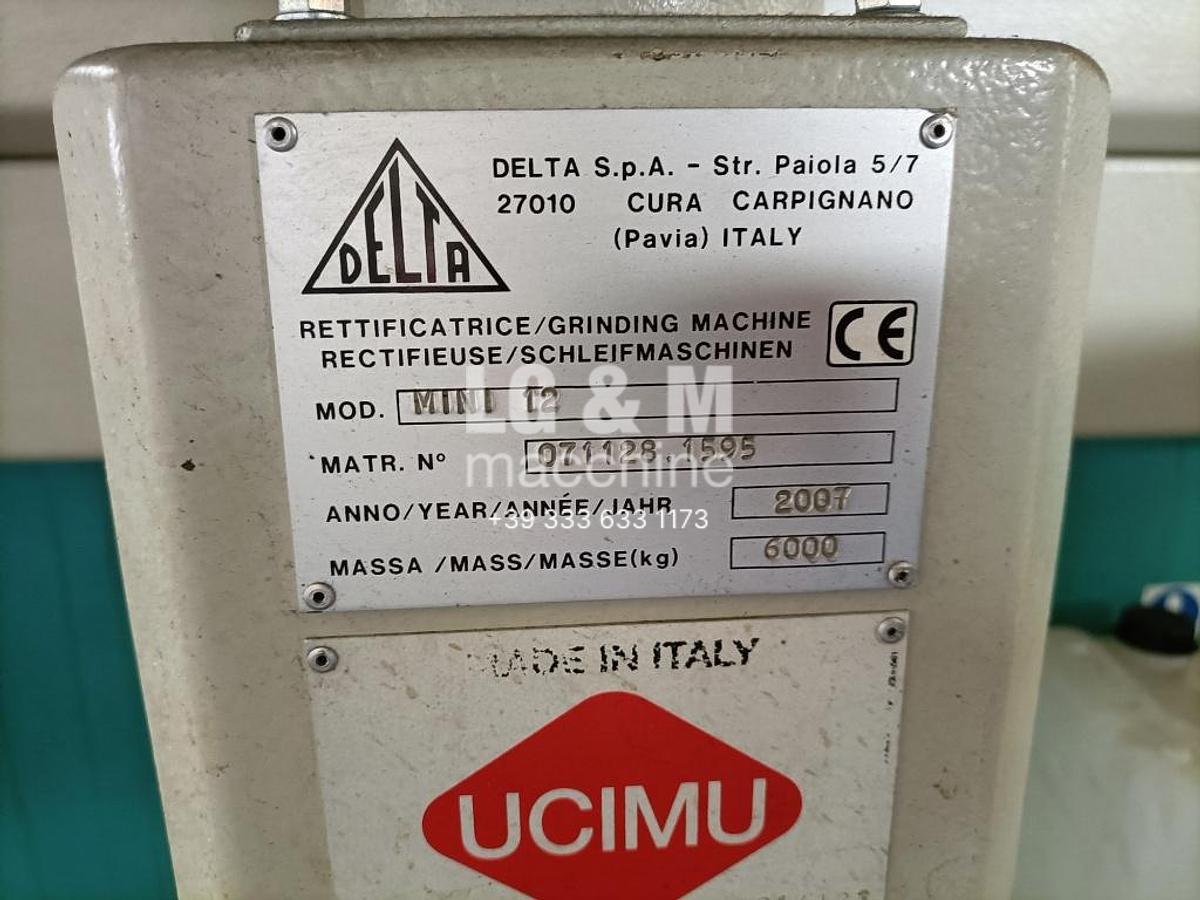 DELTA
DELTA S.p.A. - Str. Paiola 5/7
27010 CURA CARPIGNANO
(Pavia) ITALY
RETTIFICATRICE/GRINDING MACHINE
RECTIFIEUSE/SCHLEIFMASCHINEN
CE
MOD. MINI 12
LG & M
MATR. N° 071128.1595
macchine
ANNO/YEAR/ANNÉE/JAHR 2007
+39 333 633 1173
MASSA /MASS/MASSE(kg) 6000
MADE IN ITALY
UCIMU